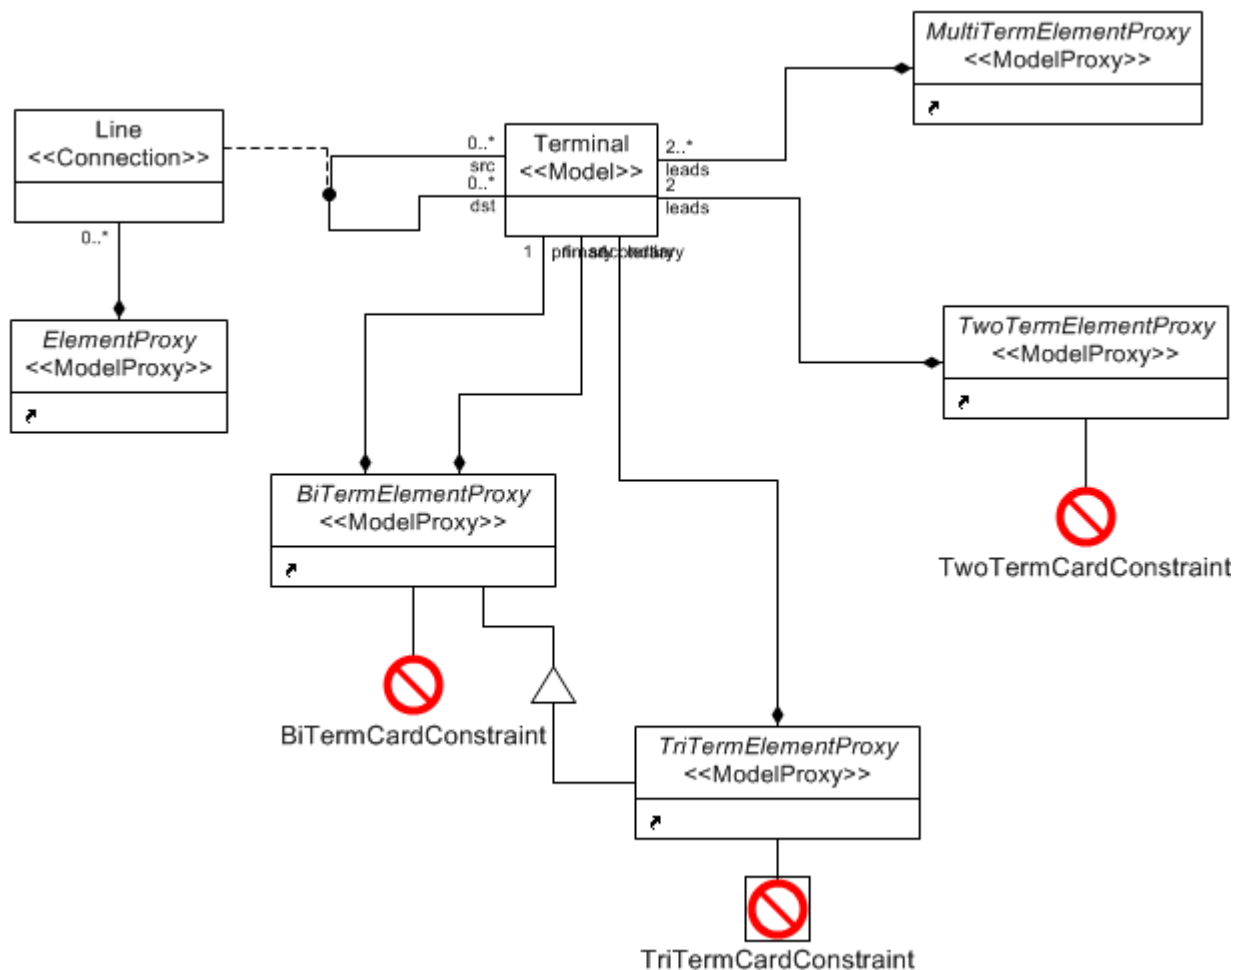 MultiTermElementProxy
<<ModelProxy>>
Line
<<Connection>>
Terminal
<<Model>>
0..*
src
0..*
dst
2..*
leads
2
leads
0..*
1
ElementProxy
<<ModelProxy>>
TwoTermElementProxy
<<ModelProxy>>
BiTermElementProxy
<<ModelProxy>>
TwoTermCardConstraint
BiTermCardConstraint
TriTermElementProxy
<<ModelProxy>>
TriTermCardConstraint